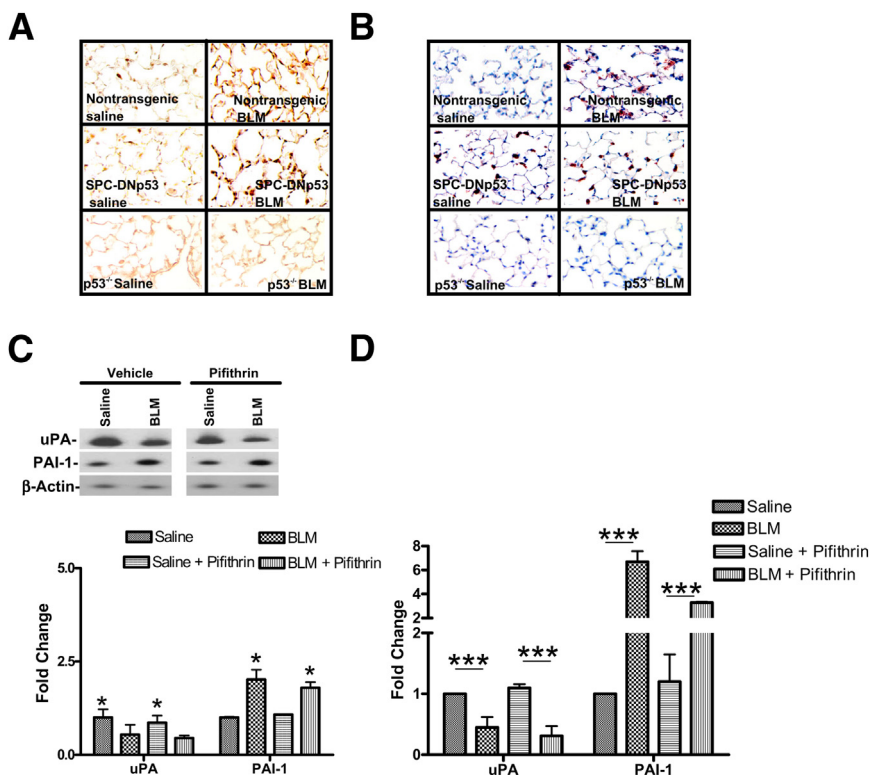 A
Nontransgenic
saline
Nontransgenic
BLM
SPC-DNp53
saline
SPC-DNp53
BLM
p53-/- Saline
p53-/- BLM
B
Nontransgenic
saline
Nontransgenic
BLM
SPC-DNp53
saline
SPC-DNp53
BLM
p53-/- Saline
p53-/- BLM
C
Vehicle
Pifithrin
Saline
BLM
Saline
BLM
uPA-
PAI-1-
β-Actin-
Saline
BLM
Saline + Pifithrin
BLM + Pifithrin
Fold Change
5.0
2.5
0.0
*
*
*
*
uPA
PAI-1
D
Saline
BLM
Saline + Pifithrin
BLM + Pifithrin
Fold Change
8
6
4
2
2
1
0
***
***
***
***
uPA
PAI-1